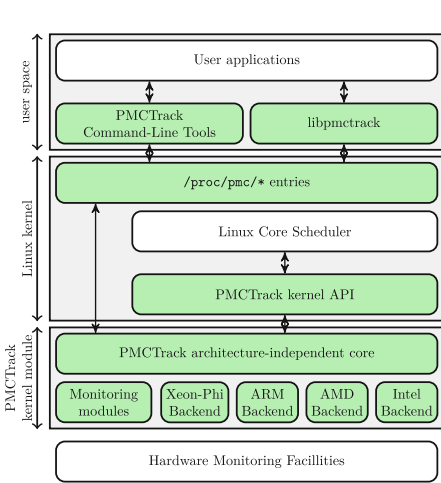 user space
User applications
PMCTrack
Command-Line Tools
libpmctrack
Linux kernel
/proc/pmc/* entries
Linux Core Scheduler
PMCTrack kernel API
PMCTrack
kernel module
PMCTrack architecture-independent core
Monitoring
modules
Xeon-Phi
Backend
ARM
Backend
AMD
Backend
Intel
Backend
Hardware Monitoring Facillities